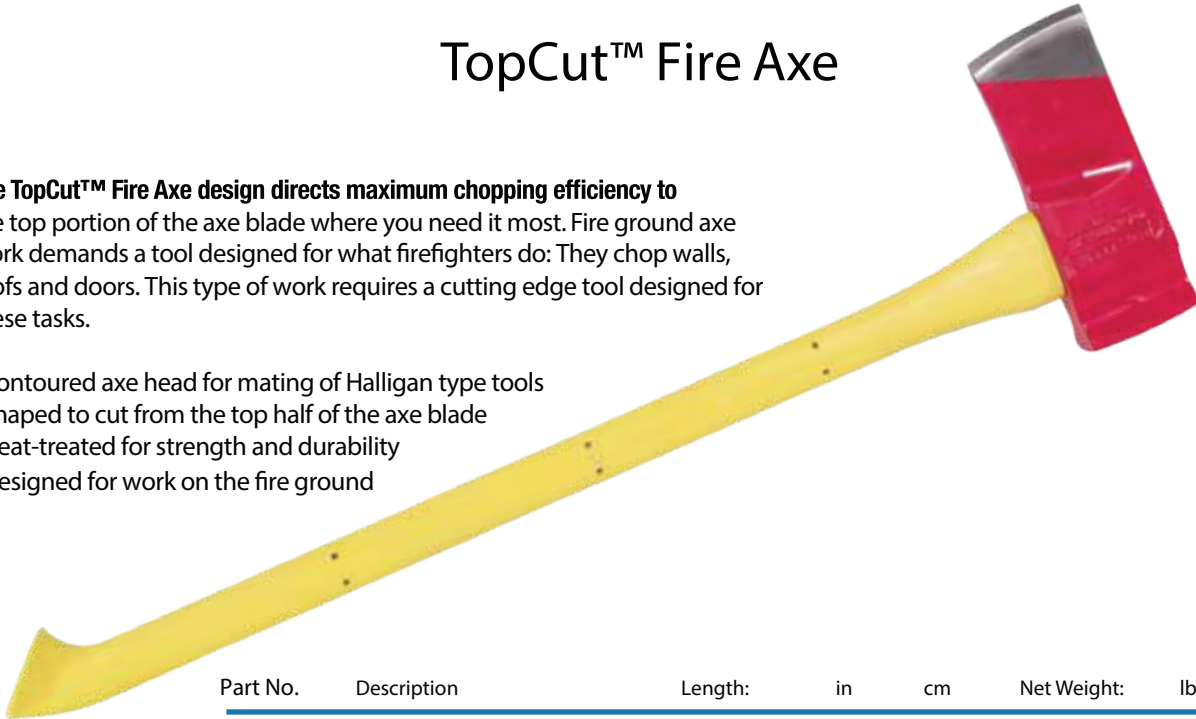 TopCut™ Fire Axe
e TopCut™ Fire Axe design directs maximum chopping efficiency to
e top portion of the axe blade where you need it most. Fire ground axe
ork demands a tool designed for what firefighters do: They chop walls,
ofs and doors. This type of work requires a cutting edge tool designed for
ese tasks.
ontoured axe head for mating of Halligan type tools
haped to cut from the top half of the axe blade
eat-treated for strength and durability
esigned for work on the fire ground
Part No. Description Length: in cm Net Weight: lb